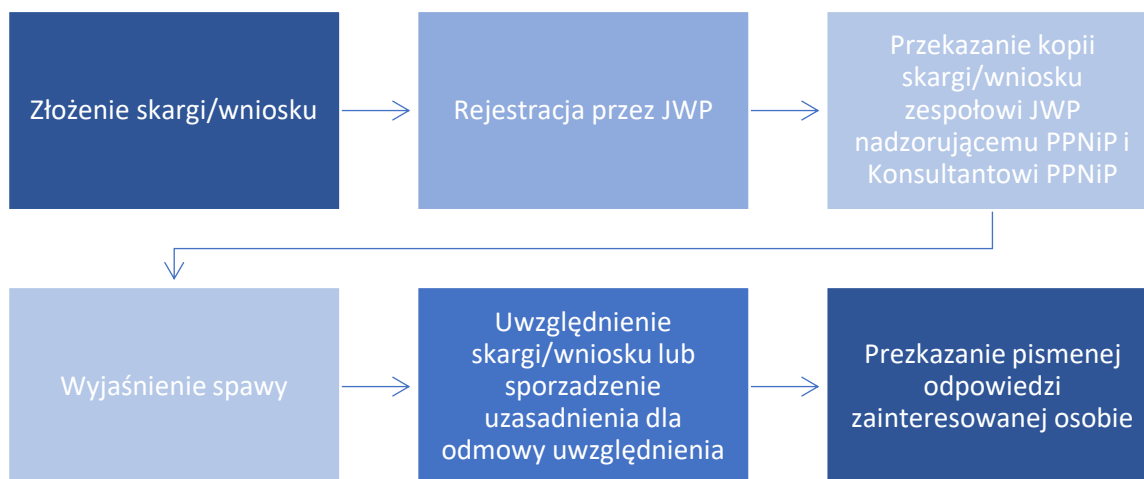 Złożenie skargi/wniosku
Rejestracja przez JWP
Przekazanie kopii
skargi/wniosku
zespołowi JWP
nadzorującemu PPNiP i
Konsultantowi PPNiP
Wyjaśnienie spawy
Uwzględnienie
skargi/wniosku lub
sporzadzenie
uzasadnienia dla
odmowy uwzględnienia
Prezkazanie pismenej
odpowiedzi
zainteresowanej osobie